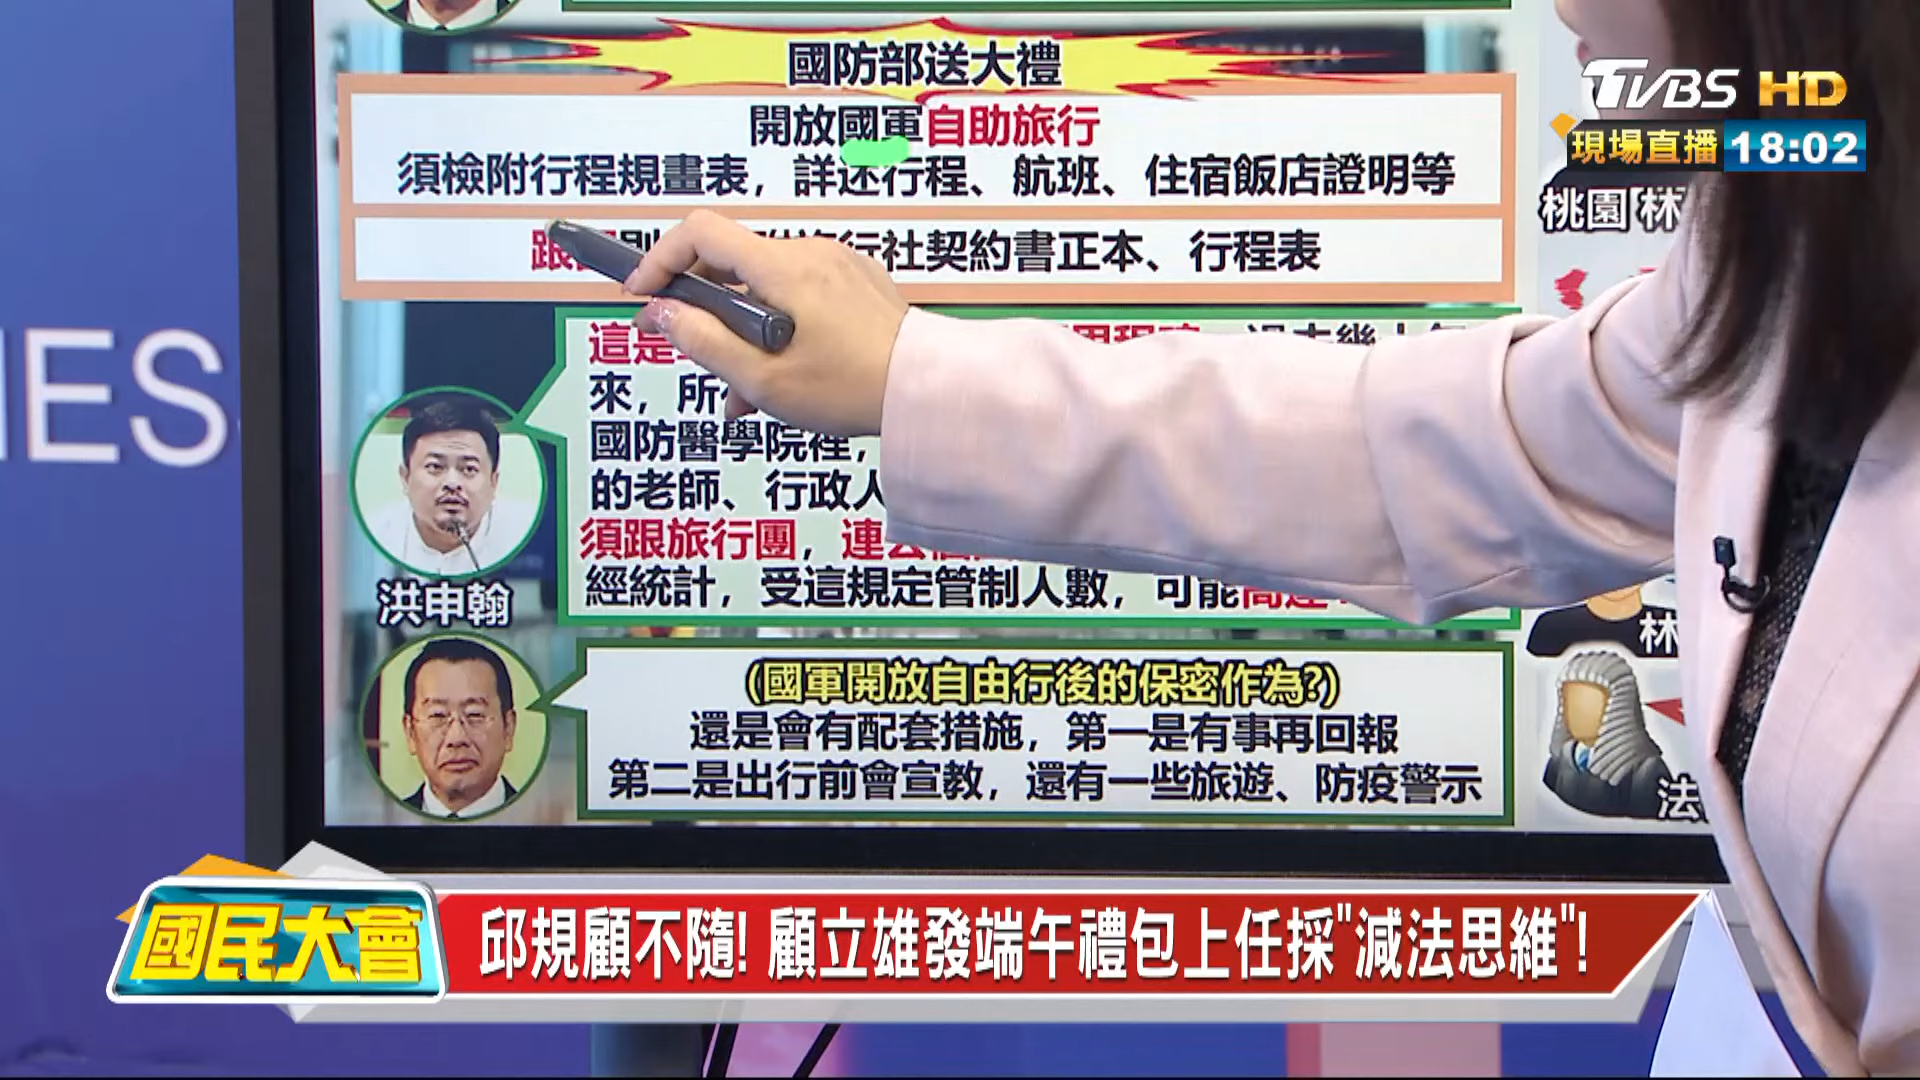 國防部送大禮
開放國軍自助旅行
須檢附行程規畫表，詳述行程、航班、住宿飯店證明等
跟
行社契約書正本、行程表
這是
來，所
國防醫學院裡，
的老師、行政人
須跟旅行團，連
經統計，受這規定管制人數，可能高達
洪申翰
(國軍開放自由行後的保密作為?)
還是會有配套措施，第一是有事再回報
第二是出行前會宣教，還有一些旅遊、防疫警示
TVBS HD
現場直播 18:02
桃園「林
林
法
IES
國民大會
邱規顧不隨! 顧立雄發端午禮包上任採"減法思維"!